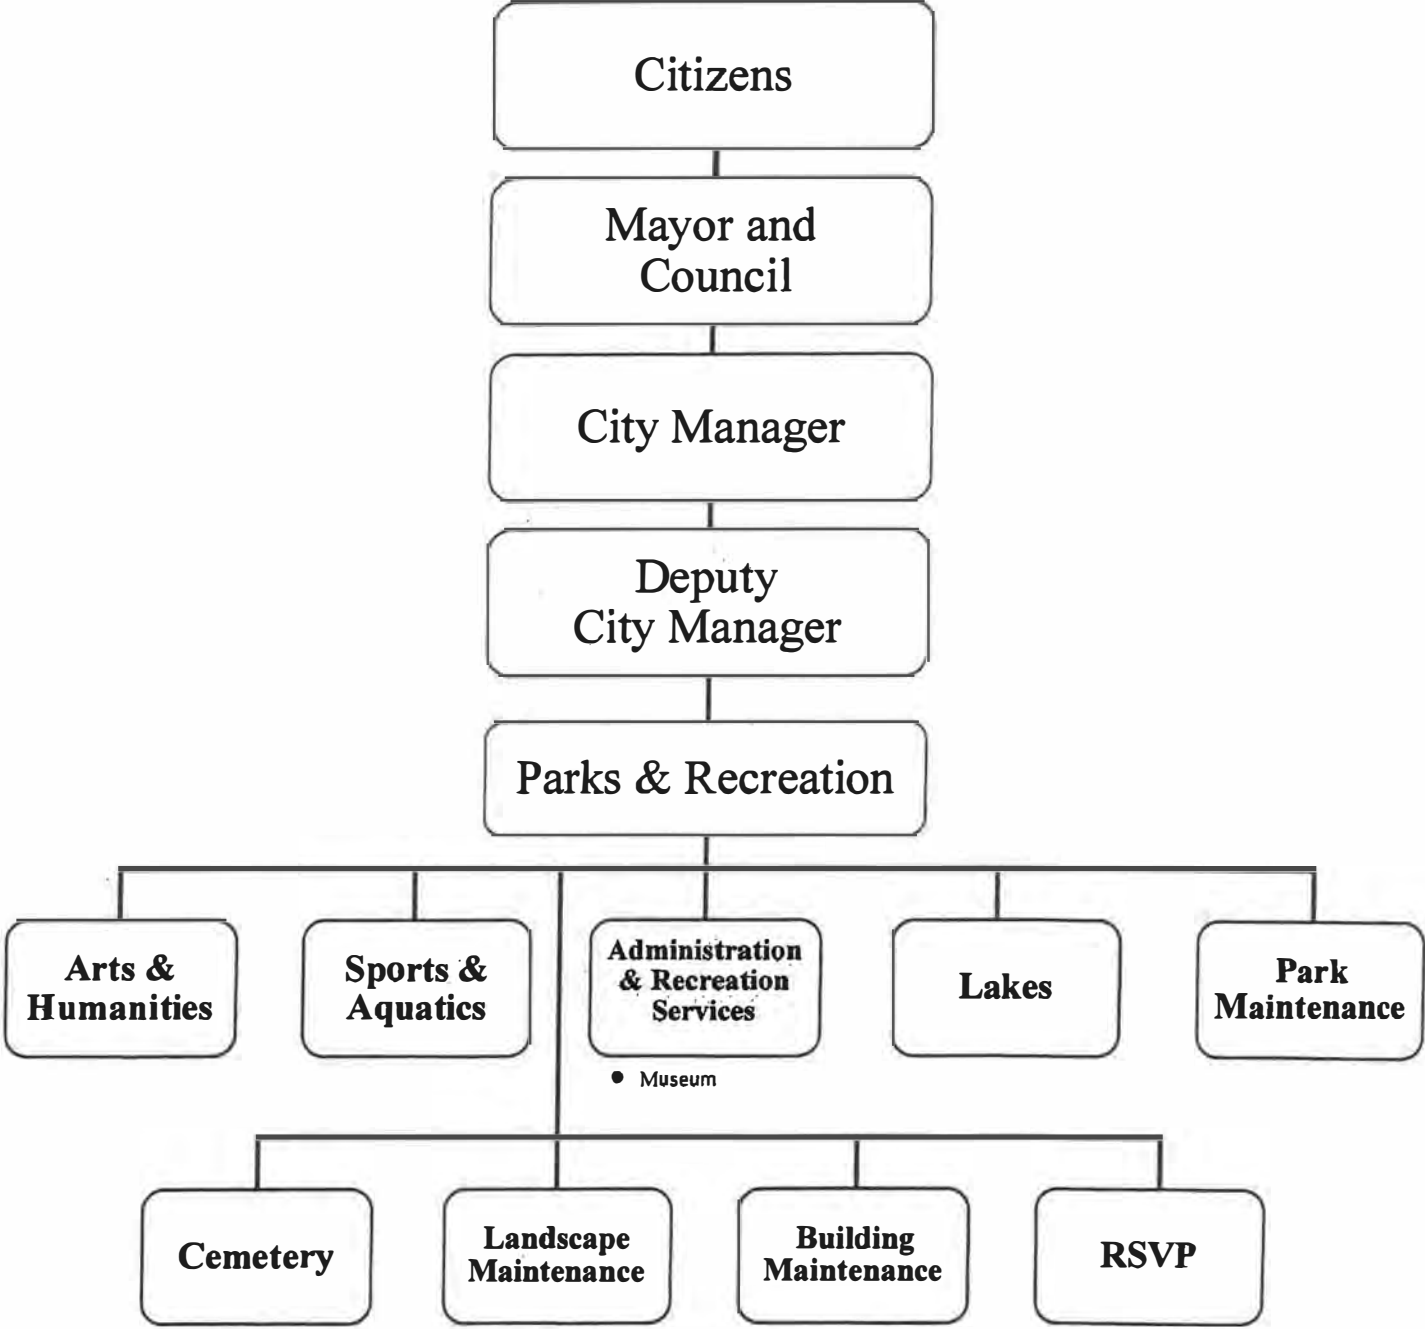 Citizens
Mayor and
Council
City Manager
Deputy
City Manager
Parks & Recreation
Arts &
Humanities
Sports &
Aquatics
Administration
& Recreation
Services
Lakes
Park
Maintenance
• Museum
Cemetery
Landscape
Maintenance
Building
Maintenance
RSVP